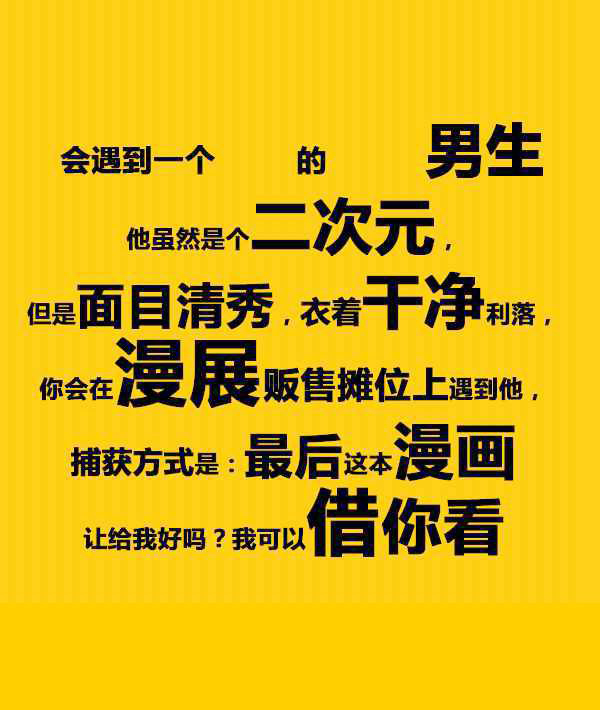 会遇到一个 的 男生
他虽然是个二次元，
但是面目清秀，衣着干净利落，
你会在漫展贩售摊位上遇到他，
捕获方式是：最后这本漫画
让给我好吗？我可以借你看